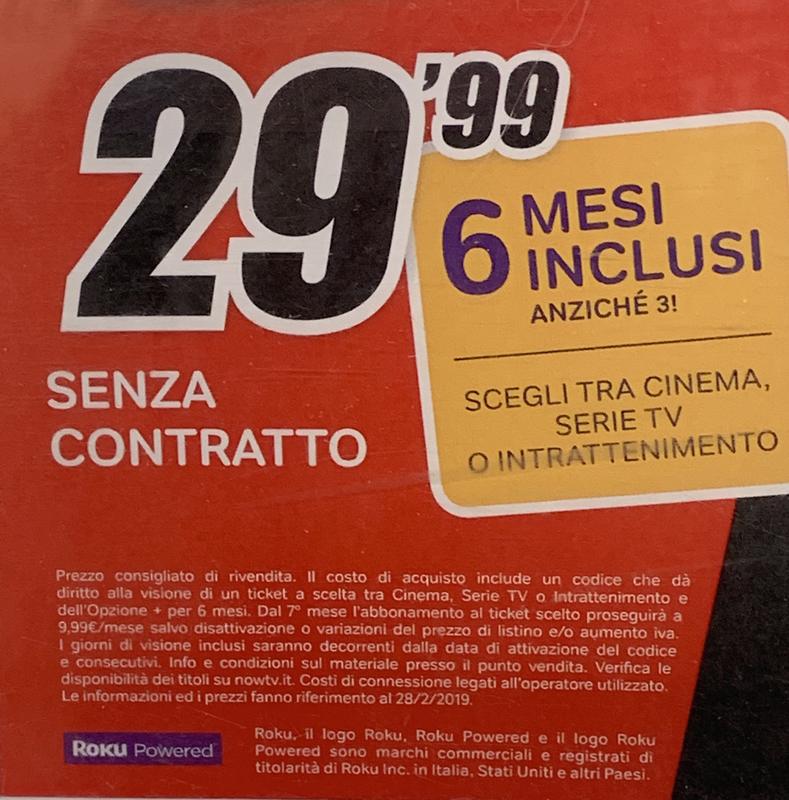 29'99
6 MESI
INCLUSI
ANZICHÉ 3!
SCEGLI TRA CINEMA,
SERIE TV
O INTRATTENIMENTO
SENZA
CONTRATTO
Prezzo consigliato di rivendita. Il costo di acquisto include un codice che dà
diritto alla visione di un ticket a scelta tra Cinema, Serie TV o Intrattenimento e
dell'Opzione + per 6 mesi. Dal 7° mese l'abbonamento al ticket scelto proseguirà a
9,99€/mese salvo disattivazione o variazioni del prezzo di listino e/o aumento iva.
I giorni di visione inclusi saranno decorrenti dalla data di attivazione del codice
e consecutivi. Info e condizioni sul materiale presso il punto vendita. Verifica le
disponibilità dei titoli su nowtv.it. Costi di connessione legati all'operatore utilizzato.
Le informazioni ed i prezzi fanno riferimento al 28/2/2019.
Roku Powered
Roku, il logo Roku, Roku Powered e il logo Roku
Powered sono marchi commerciali e registrati di
titolarità di Roku Inc. in Italia, Stati Uniti e altri Paesi.